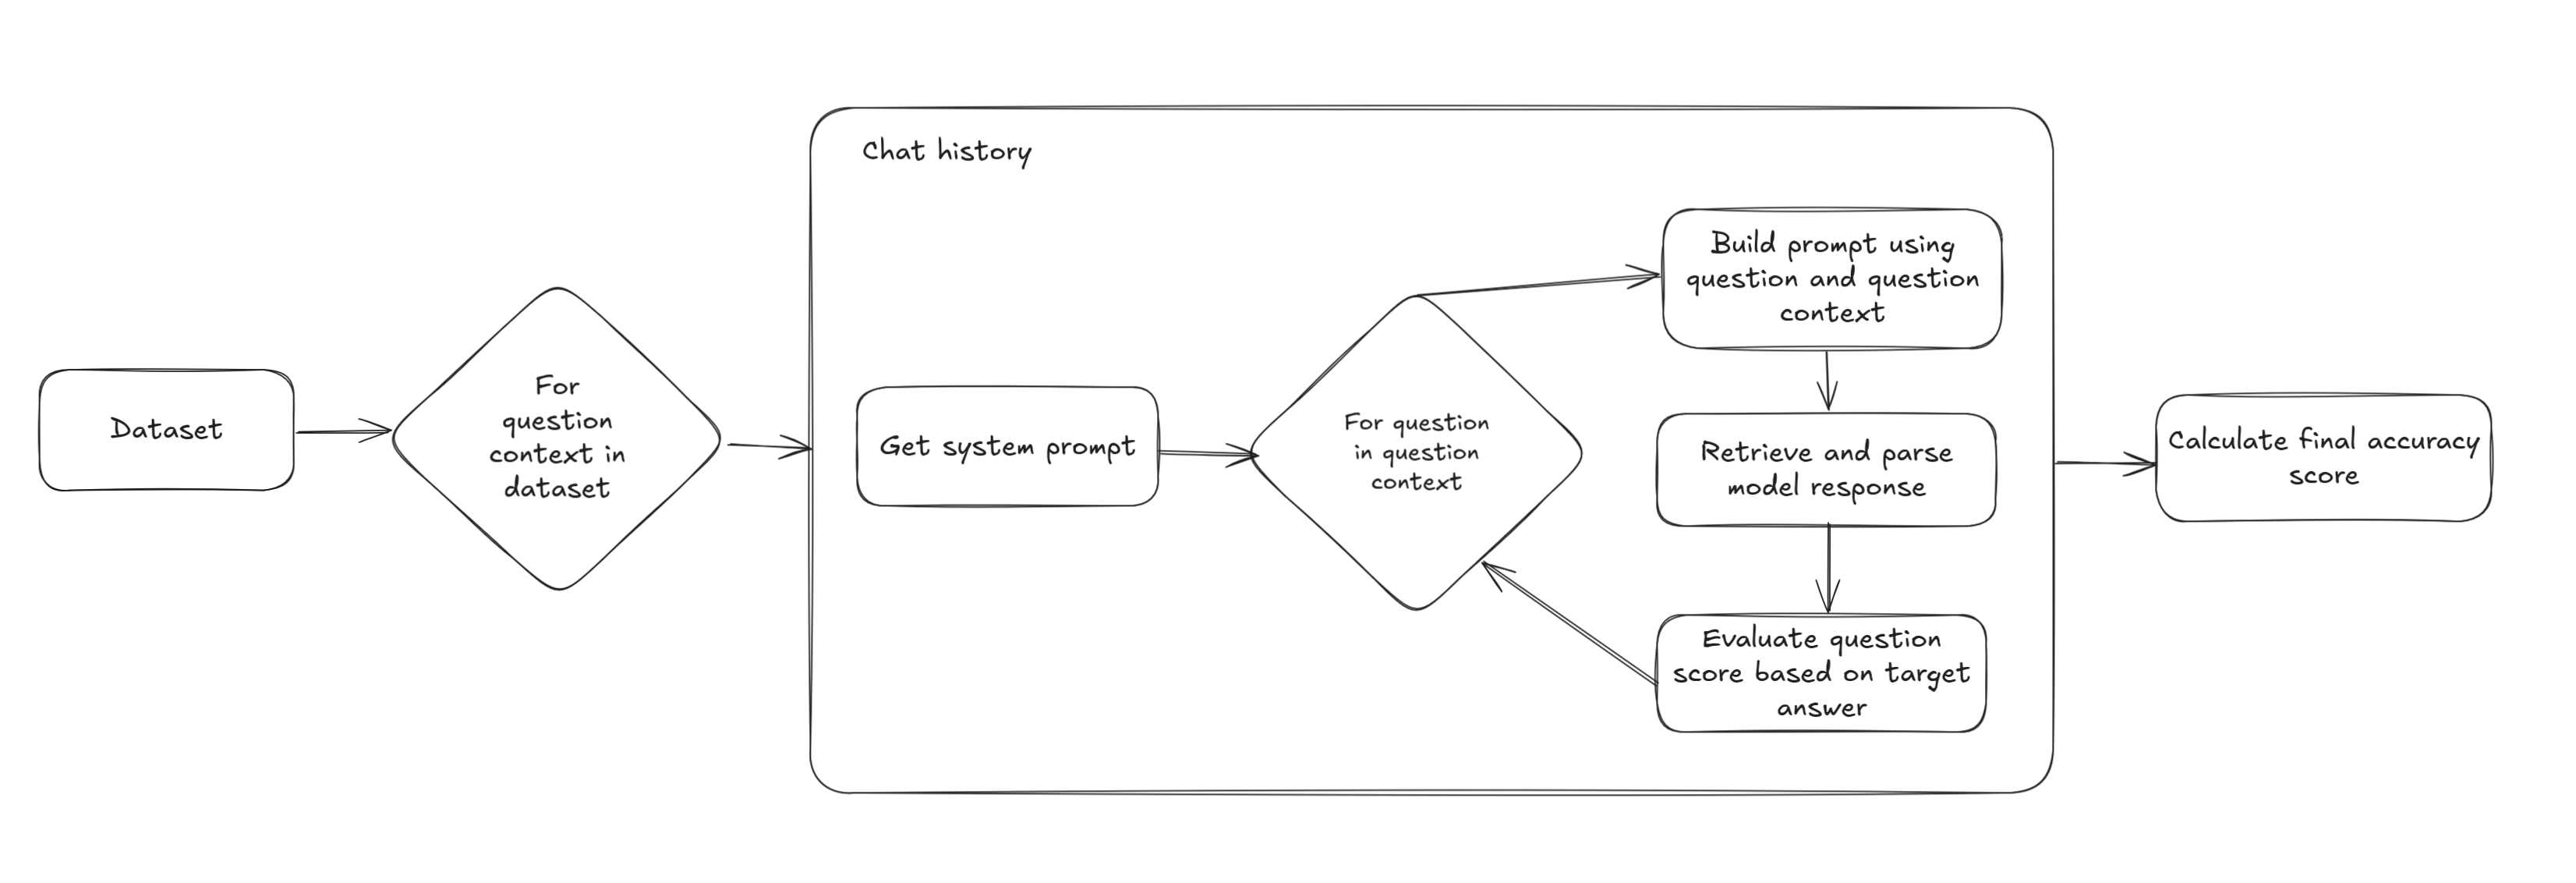 Dataset
For
question
context in
dataset
Chat history
Get system prompt
For question
in question
context
Build prompt using
question and question
context
Retrieve and parse
model response
Evaluate question
score based on target
answer
Calculate final accuracy
score